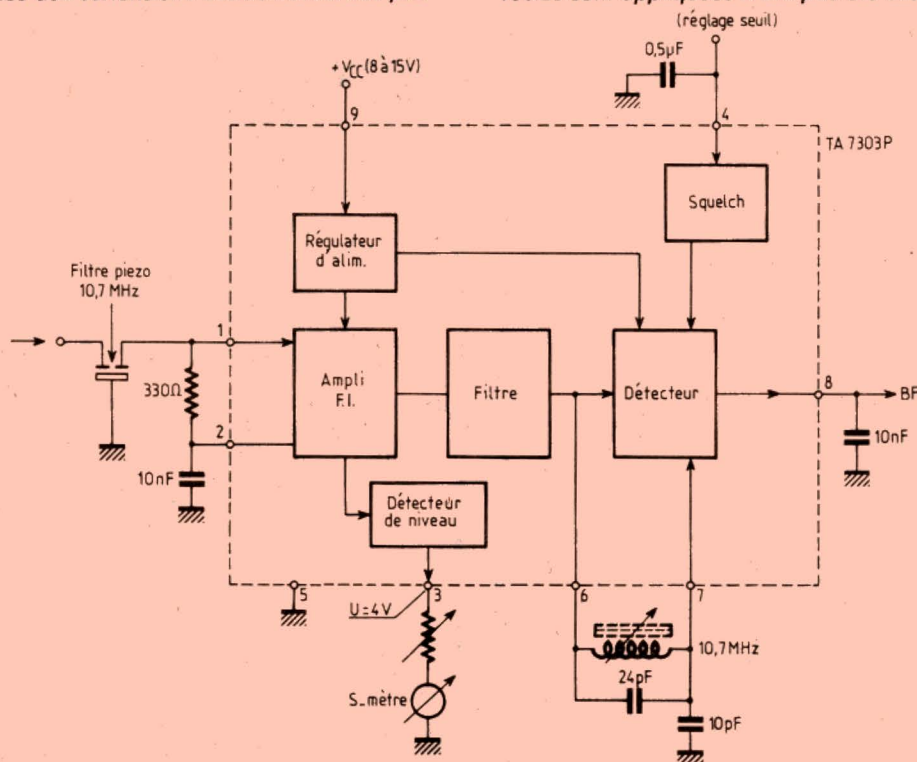 (réglage seuil)
0,5µF
+VCC (8 à 15V)
9
4
TA 7303P
Squelch
Régulateur
d'alim.
Filtre piezo
10,7 MHz
1
330Ω
Ampli
F.I.
Filtre
Détecteur
8
BF
2
10nF
10nF
Détecteur
de niveau
5
U=4V
3
6
7
10,7MHz
24pF
S_mètre
10pF